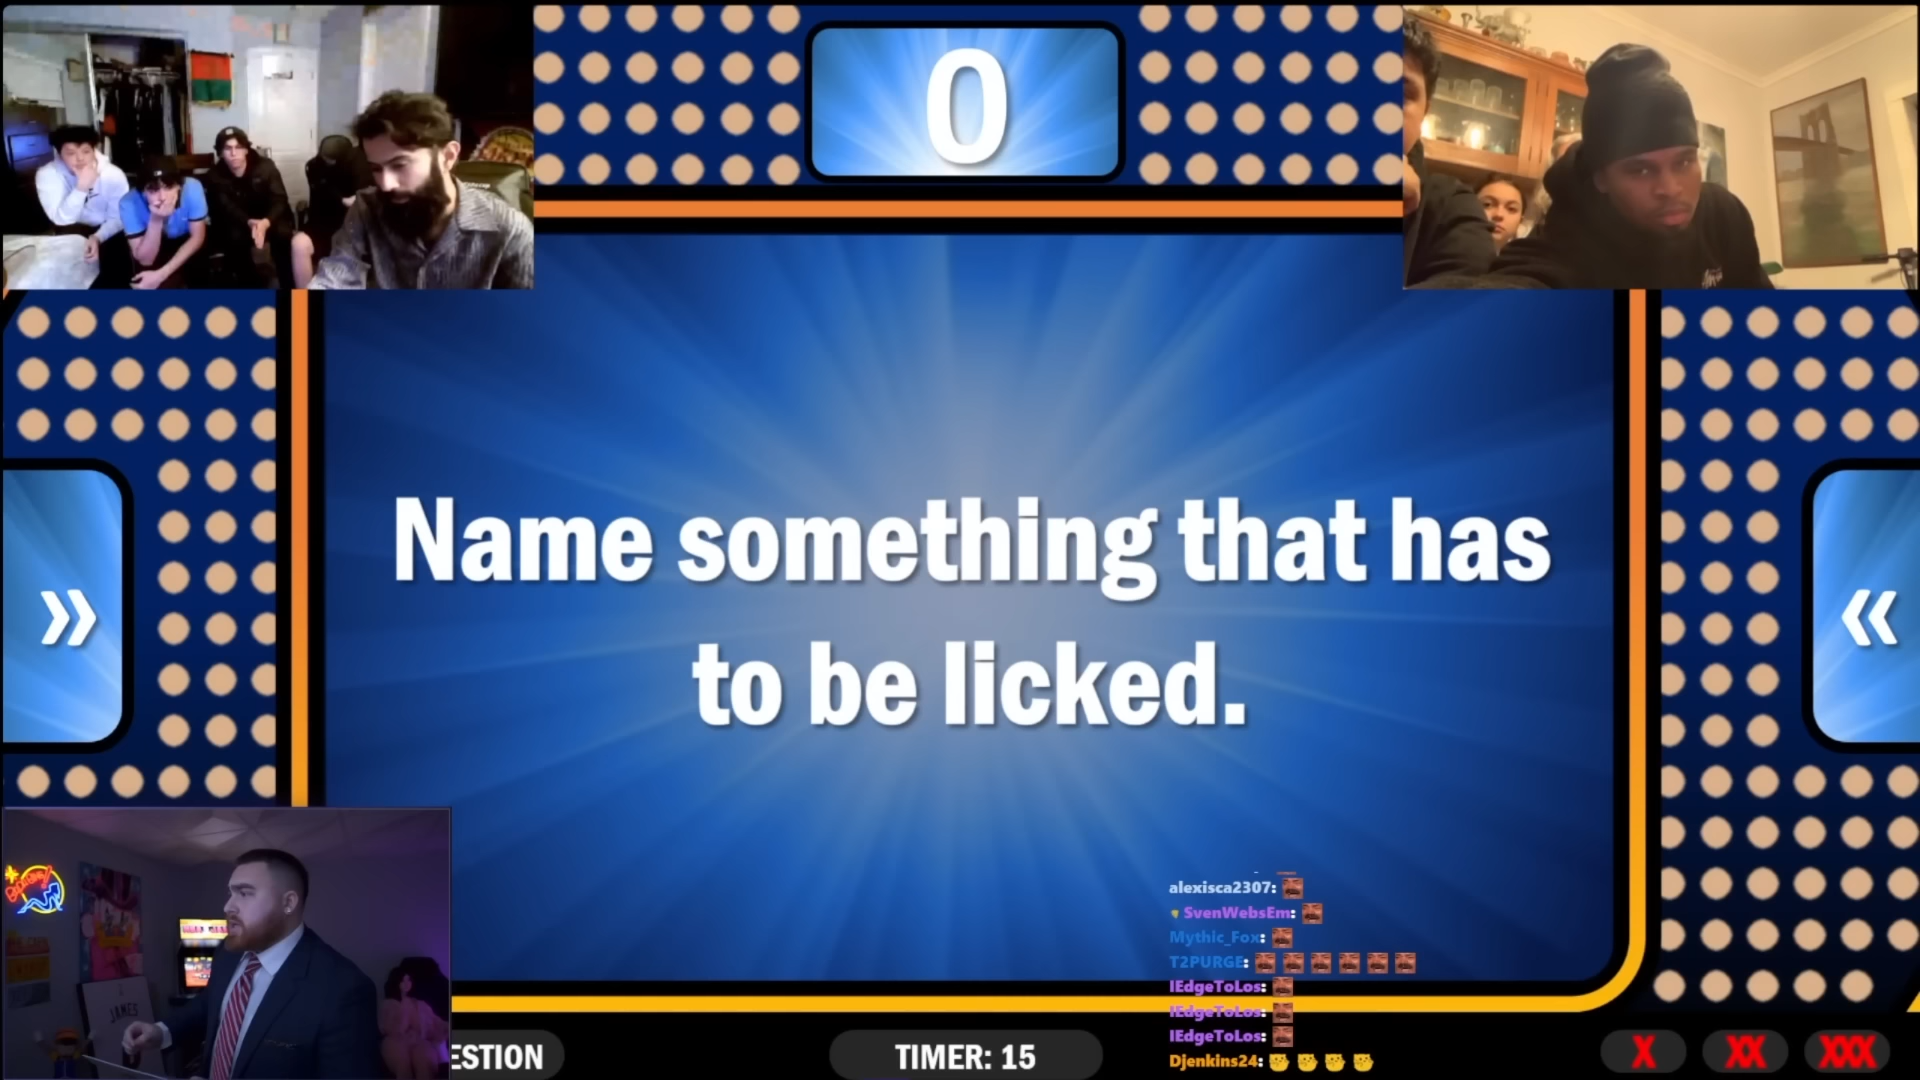 0
Name something that has
to be licked.
»
«
JAMES
alexisca2307:
SvenWebsEm:
Mythic_Fox:
T2PURGE:
IEdgeToLos:
IEdgeToLos:
IEdgeToLos:
Djenkins24:
ESTION
TIMER: 15
X
XX
XXX